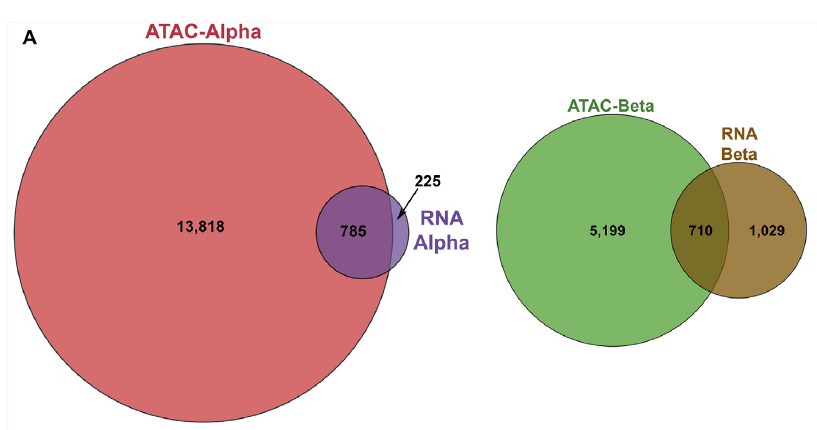 A
ATAC-Alpha
13,818
785
225
RNA
Alpha
ATAC-Beta
RNA
Beta
5,199
710
1,029